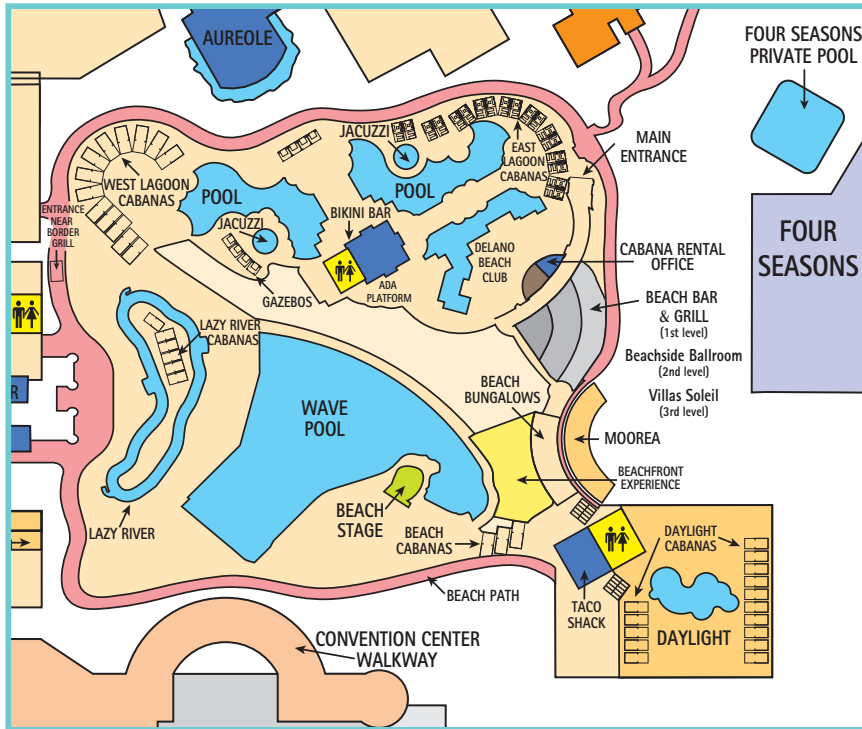 AUREOLE
FOUR SEASONS
PRIVATE POOL
JACUZZI
EAST
LAGOON
CABANAS
MAIN
ENTRANCE
WEST LAGOON
CABANAS
POOL
POOL
ENTRANCE
NEAR
BORDER
GRILL
BIKINI BAR
JACUZZI
DELANO
BEACH
CLUB
CABANA RENTAL
OFFICE
FOUR
SEASONS
ADA
PLATFORM
GAZEBOS
BEACH BAR
& GRILL
(1st level)
Beachside Ballroom
(2nd level)
Villas Soleil
(3rd level)
LAZY RIVER
CABANAS
R
BEACH
BUNGALOWS
WAVE
POOL
MOOREA
BEACHFRONT
EXPERIENCE
BEACH
STAGE
LAZY RIVER
BEACH
CABANAS
DAYLIGHT
CABANAS
BEACH PATH
TACO
SHACK
DAYLIGHT
CONVENTION CENTER
WALKWAY